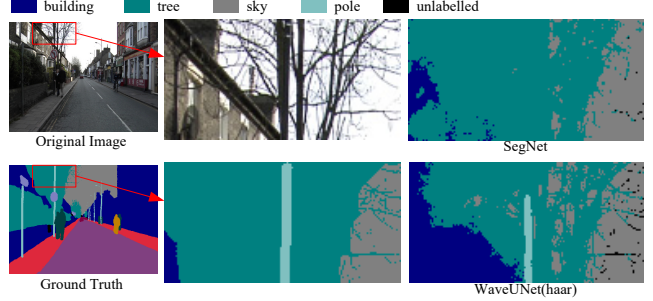 building tree sky pole unlabelled
Original Image
SegNet
Ground Truth
WaveUNet(haar)